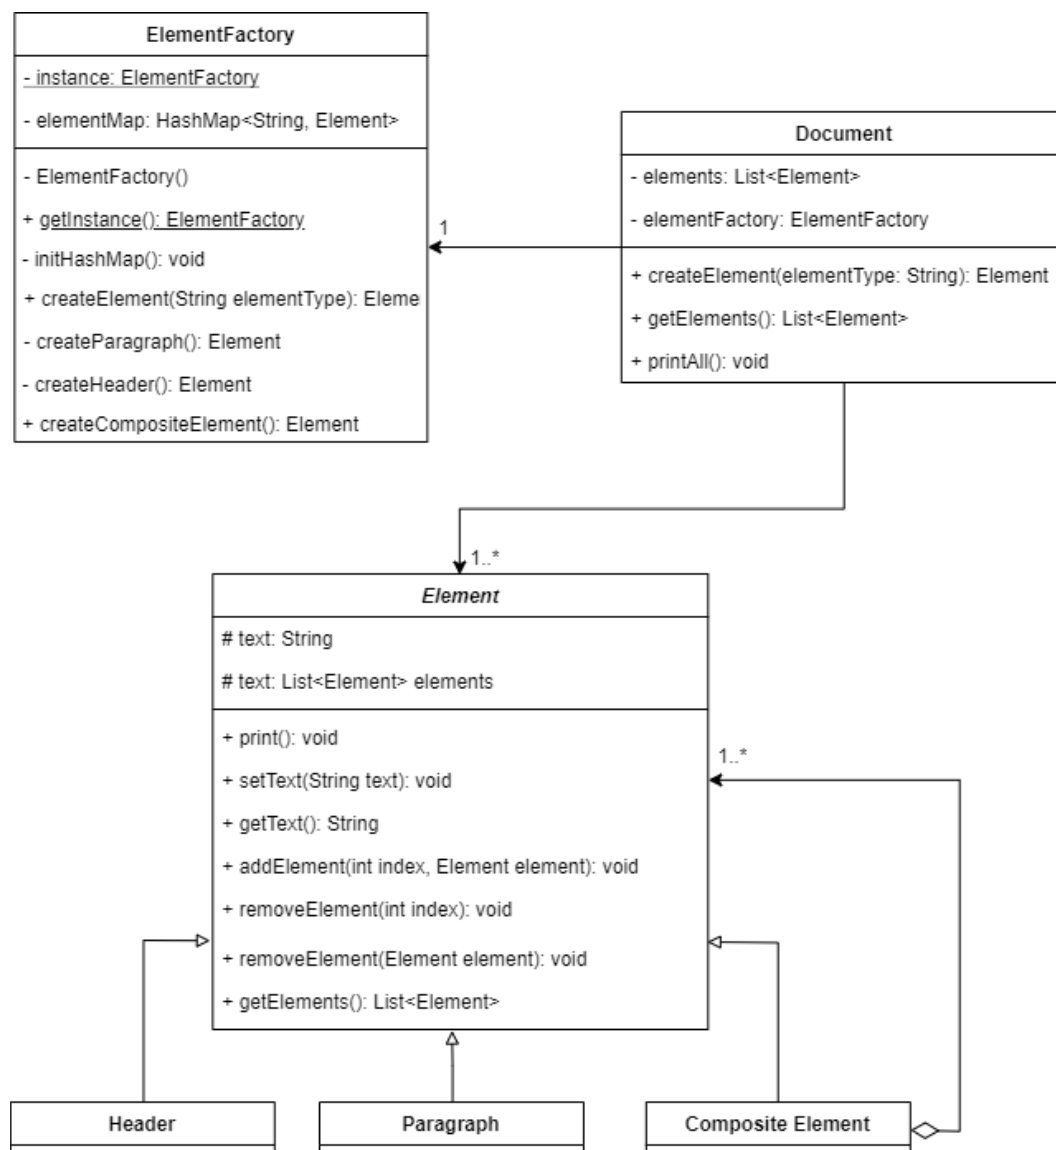 ElementFactory
- instance: ElementFactory
- elementMap: HashMap<String, Element>
- ElementFactory()
+ getInstance(): ElementFactory
- initHashMap(): void
+ createElement(String elementType): Eleme
- createParagraph(): Element
- createHeader(): Element
+ createCompositeElement(): Element
1
Document
- elements: List<Element>
- elementFactory: ElementFactory
+ createElement(elementType: String): Element
+ getElements(): List<Element>
+ printAll(): void
1..*
Element
# text: String
# text: List<Element> elements
+ print(): void
+ setText(String text): void
+ getText(): String
+ addElement(int index, Element element): void
+ removeElement(int index): void
+ removeElement(Element element): void
+ getElements(): List<Element>
1..*
Header
Paragraph
Composite Element